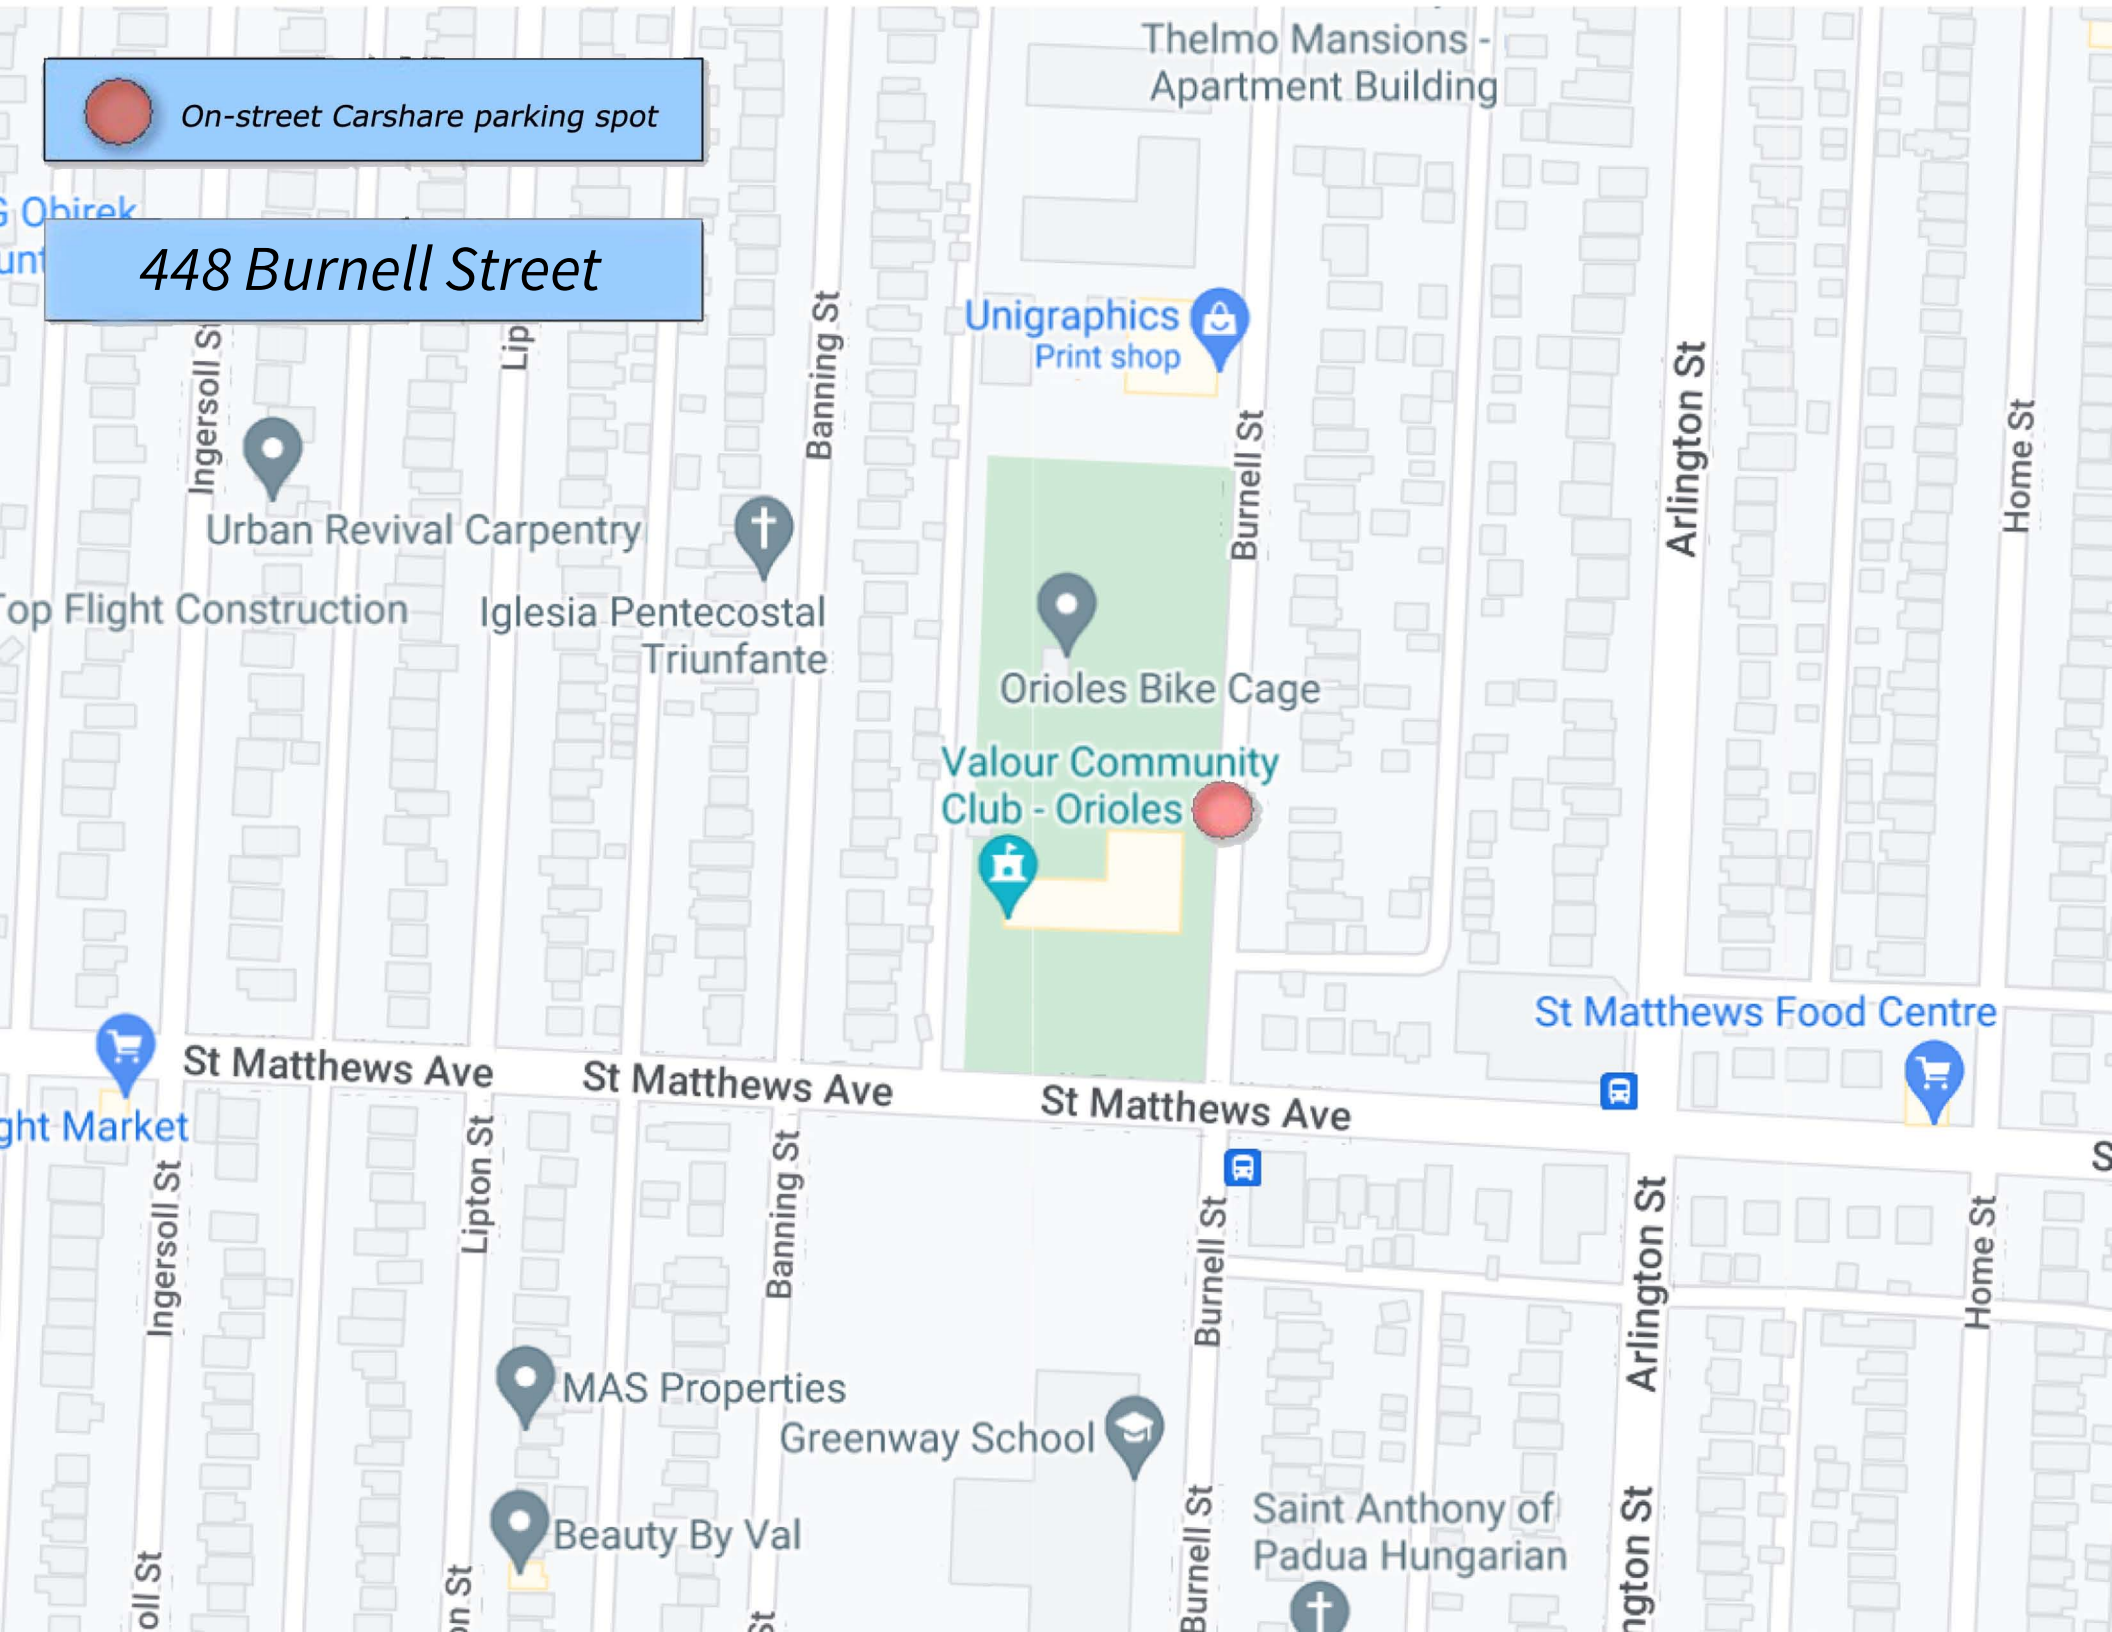 Thelmo Mansions -
Apartment Building
On-street Carshare parking spot
G Obirek
448 Burnell Street
Unigraphics
Print shop
Ingersoll St
Lip
Banning St
Burnell St
Arlington St
Home St
Urban Revival Carpentry
Top Flight Construction
Iglesia Pentecostal
Triunfante
Orioles Bike Cage
Valour Community
Club - Orioles
St Matthews Food Centre
St Matthews Ave
St Matthews Ave
St Matthews Ave
S
ght Market
Ingersoll St
Lipton St
Banning St
Burnell St
Arlington St
Home St
MAS Properties
Greenway School
Beauty By Val
Saint Anthony of
Padua Hungarian
oll St
on St
St
Burnell St
ngton St